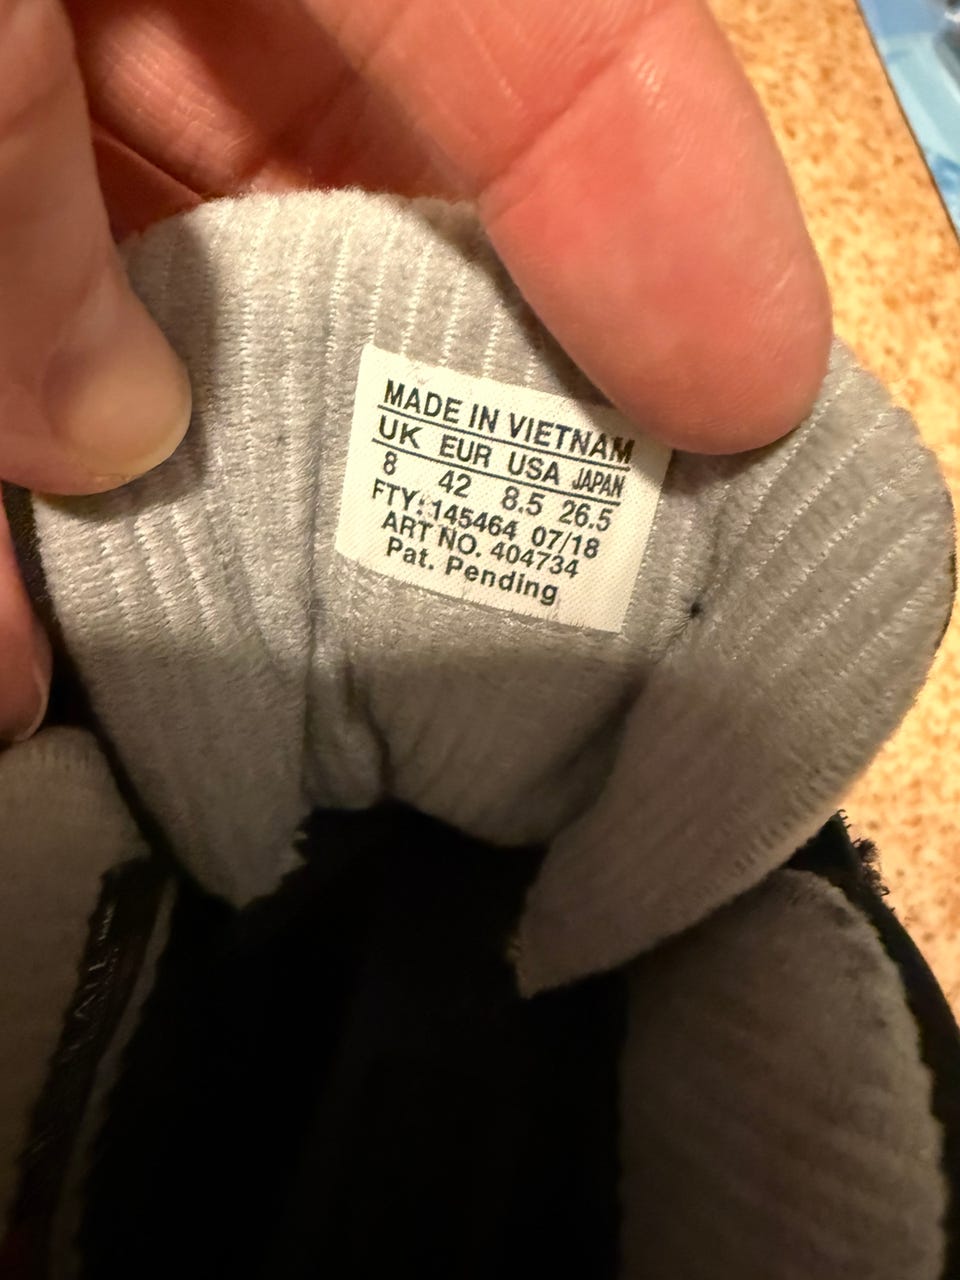 MADE IN VIETNAM
UK EUR USA JAPAN
8 42 8.5 26.5
FTY: 145464 07/18
ART NO. 404734
Pat. Pending